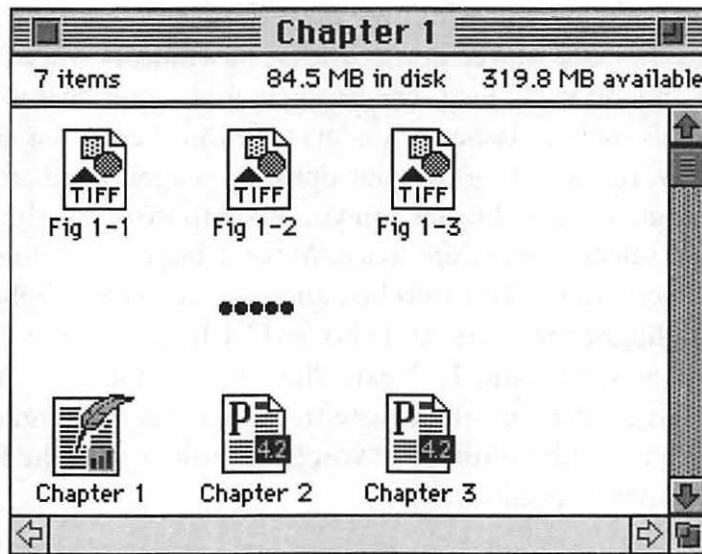 Chapter 1
7 items 84.5 MB in disk 319.8 MB available
TIFF TIFF TIFF
Fig 1-1 Fig 1-2 Fig 1-3
•••••
P 4.2 P 4.2
Chapter 1 Chapter 2 Chapter 3